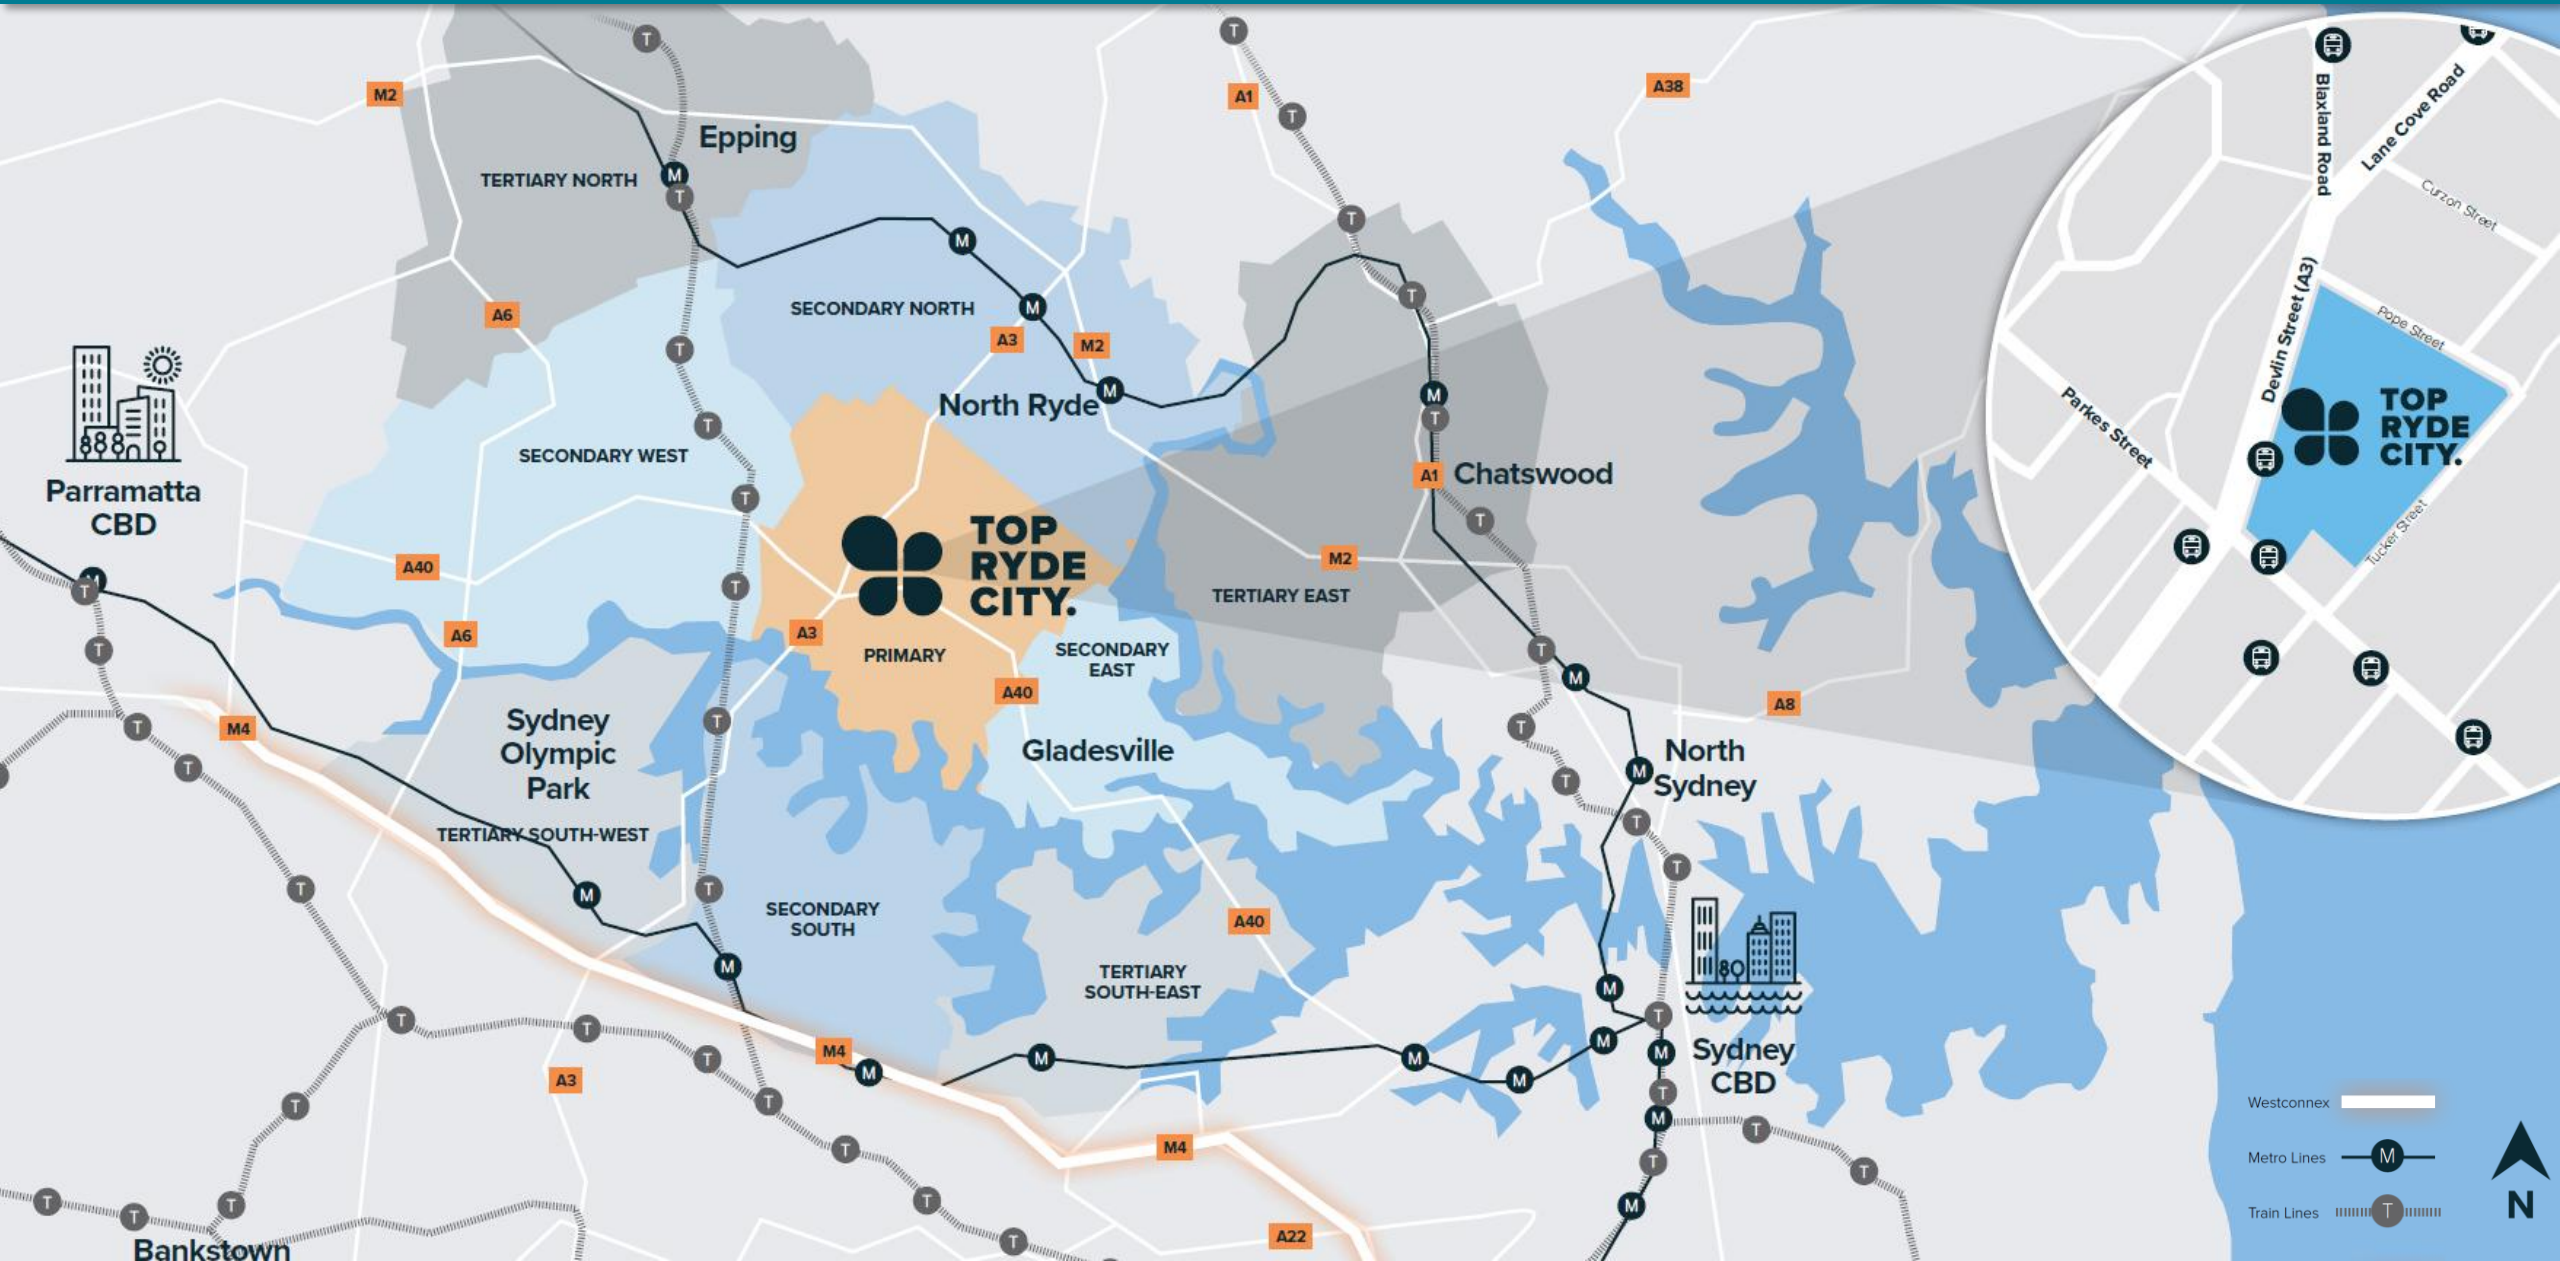 T
T
M2
A1
A38
T
Epping
TERTIARY NORTH
M
T
T
M
SECONDARY NORTH
A6
M
A3
M2
T
T
M
North Ryde
M
T
T
SECONDARY WEST
A1
Chatswood
Parramatta
CBD
T
T
TOP
RYDE
CITY.
M2
A40
M
T
T
TERTIARY EAST
A6
A3
PRIMARY
SECONDARY
EAST
T
T
M
A40
A8
Sydney
Olympic
Park
T
T
T
M4
Gladesville
North
Sydney
M
T
T
T
TERTIARY SOUTH-WEST
T
T
T
M
T
SECONDARY
SOUTH
A40
M
TERTIARY
SOUTH-EAST
M
T
T
T
M
M4
M
M
M
M
M
M
Sydney
CBD
T
A3
T
T
T
M
T
T
M4
T
T
T
T
T
T
T
M
A22
T
Bankstown
Blaxland Road
Lane Cove Road
Curzon Street
Devlin Street (A3)
Pope Street
Parkes Street
TOP
RYDE
CITY.
Tucker Street
Westconnex
Metro Lines M
Train Lines T
N